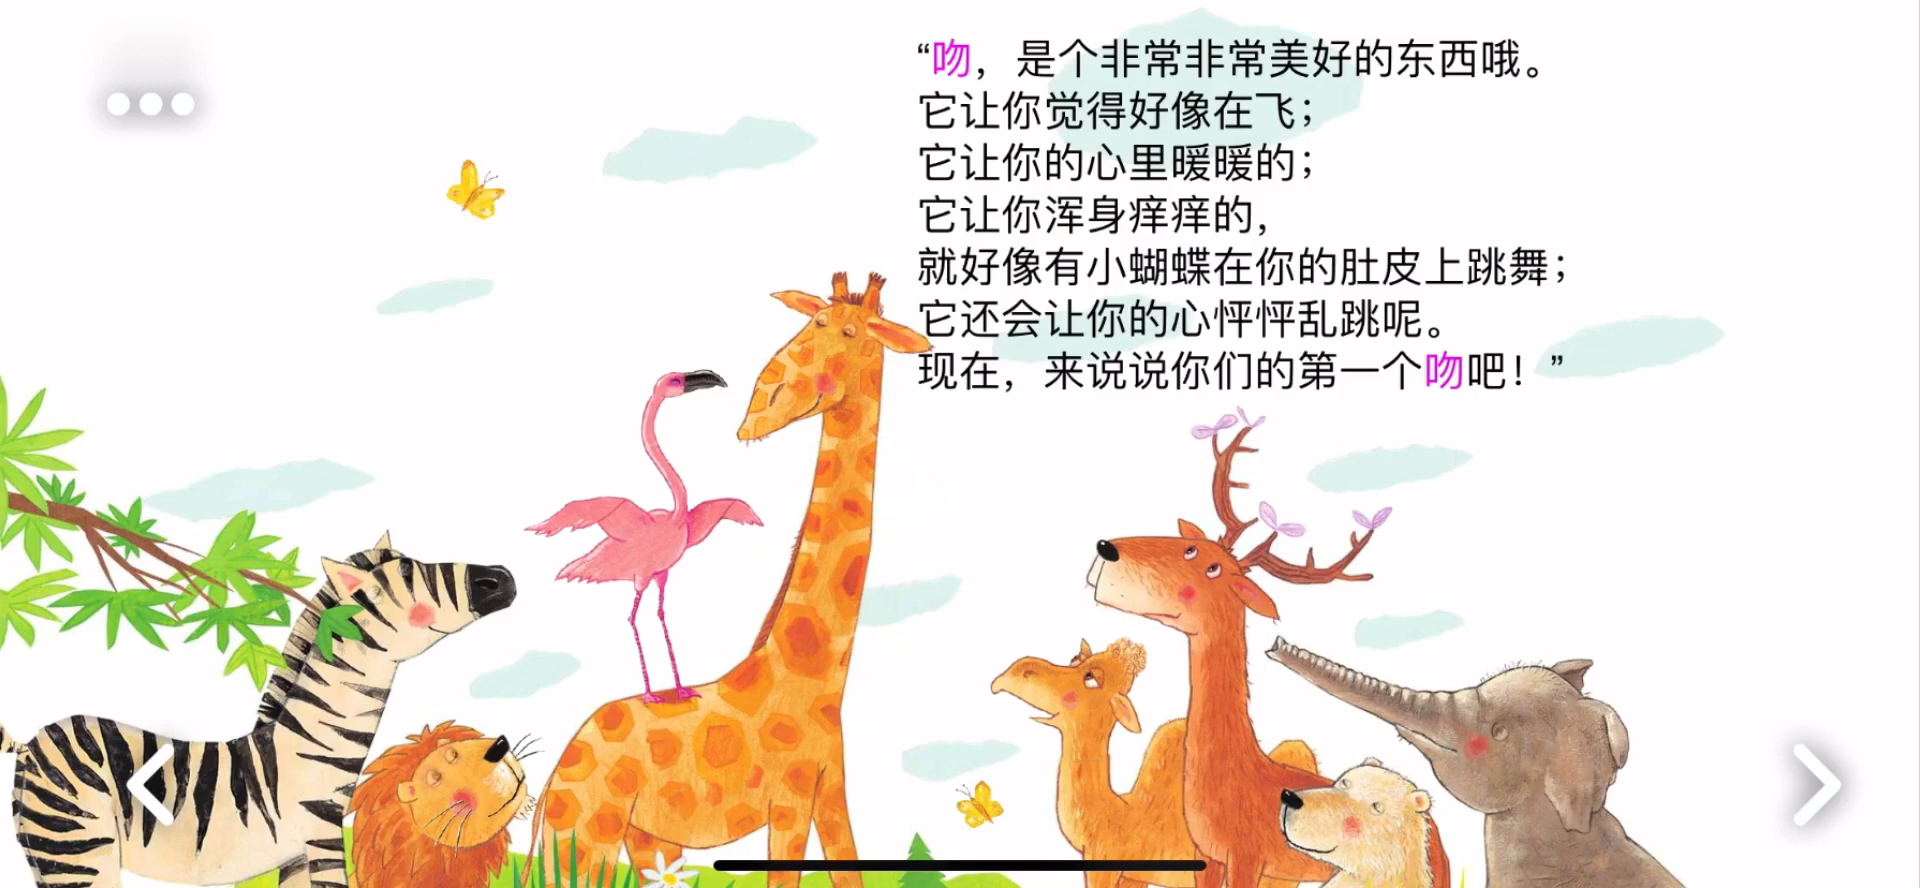 “吻，是个非常非常美好的东西哦。
它让你觉得好像在飞；
它让你的心里暖暖的；
它让你浑身痒痒的，
就好像有小蝴蝶在你的肚皮上跳舞；
它还会让你的心怦怦乱跳呢。
现在，来说说你们的第一个吻吧！”